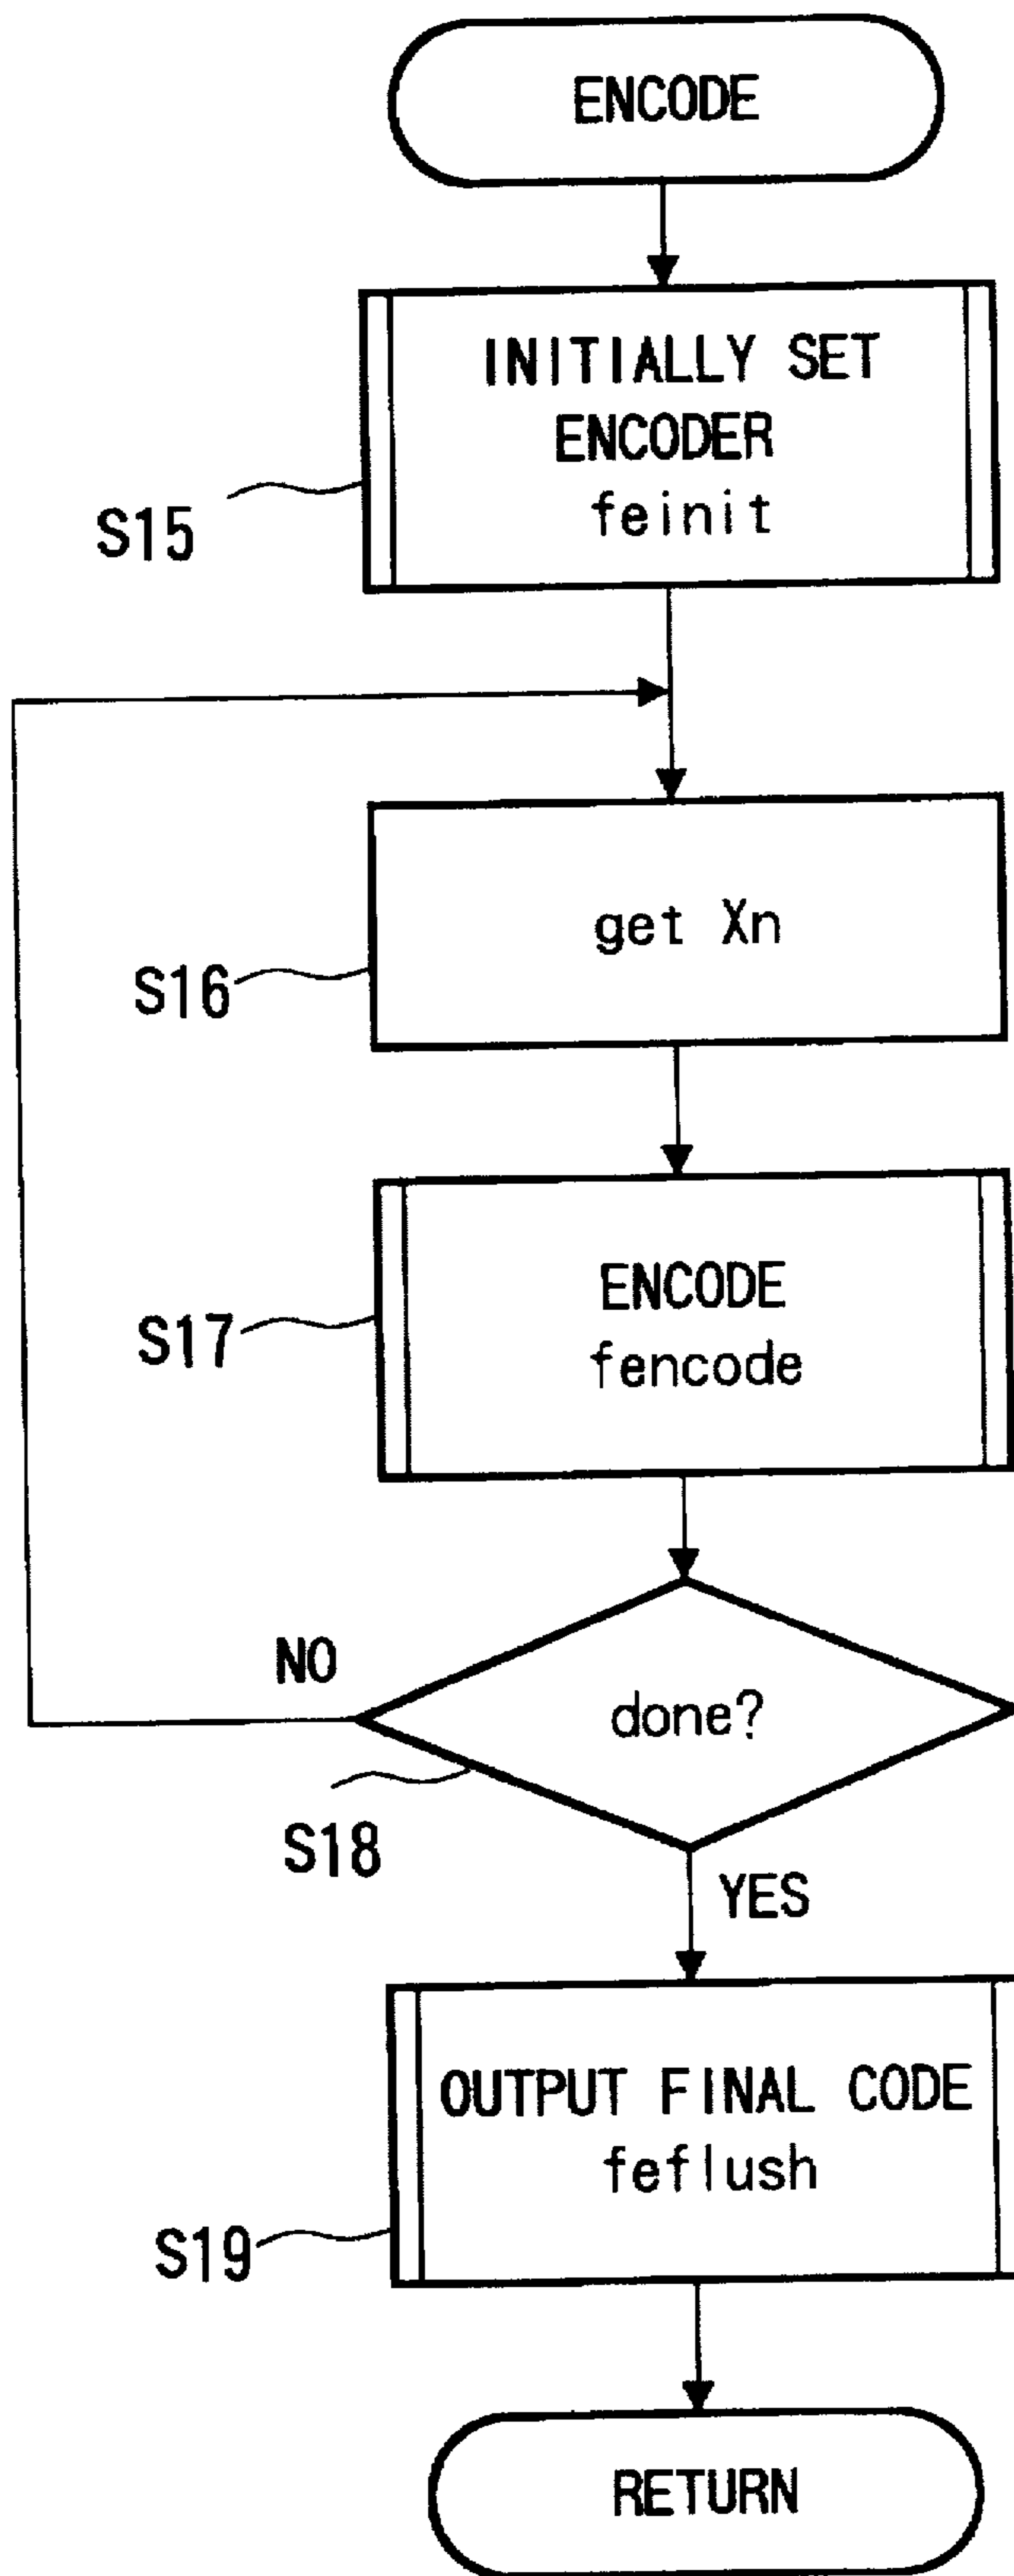 ENCODE
INITIALLY SET
ENCODER
feinit
S15
get Xn
S16
ENCODE
fencode
S17
NO
done?
S18
YES
OUTPUT FINAL CODE
feflush
S19
RETURN